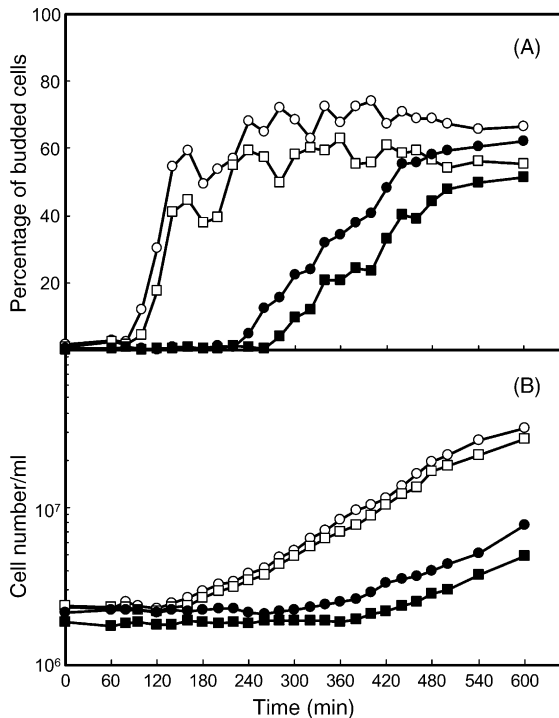 100
(A)
80
60
40
20
Percentage of budded cells
(B)
10⁷
10⁶
Cell number/ml
0 60 120 180 240 300 360 420 480 540 600
Time (min)